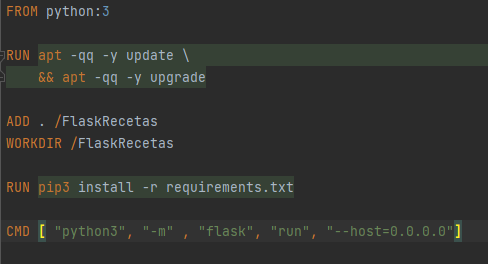 FROM python:3
RUN apt -qq -y update \
&& apt -qq -y upgrade
ADD . /FlaskRecetas
WORKDIR /FlaskRecetas
RUN pip3 install -r requirements.txt
CMD [ "python3", "-m" , "flask", "run", "--host=0.0.0.0"]